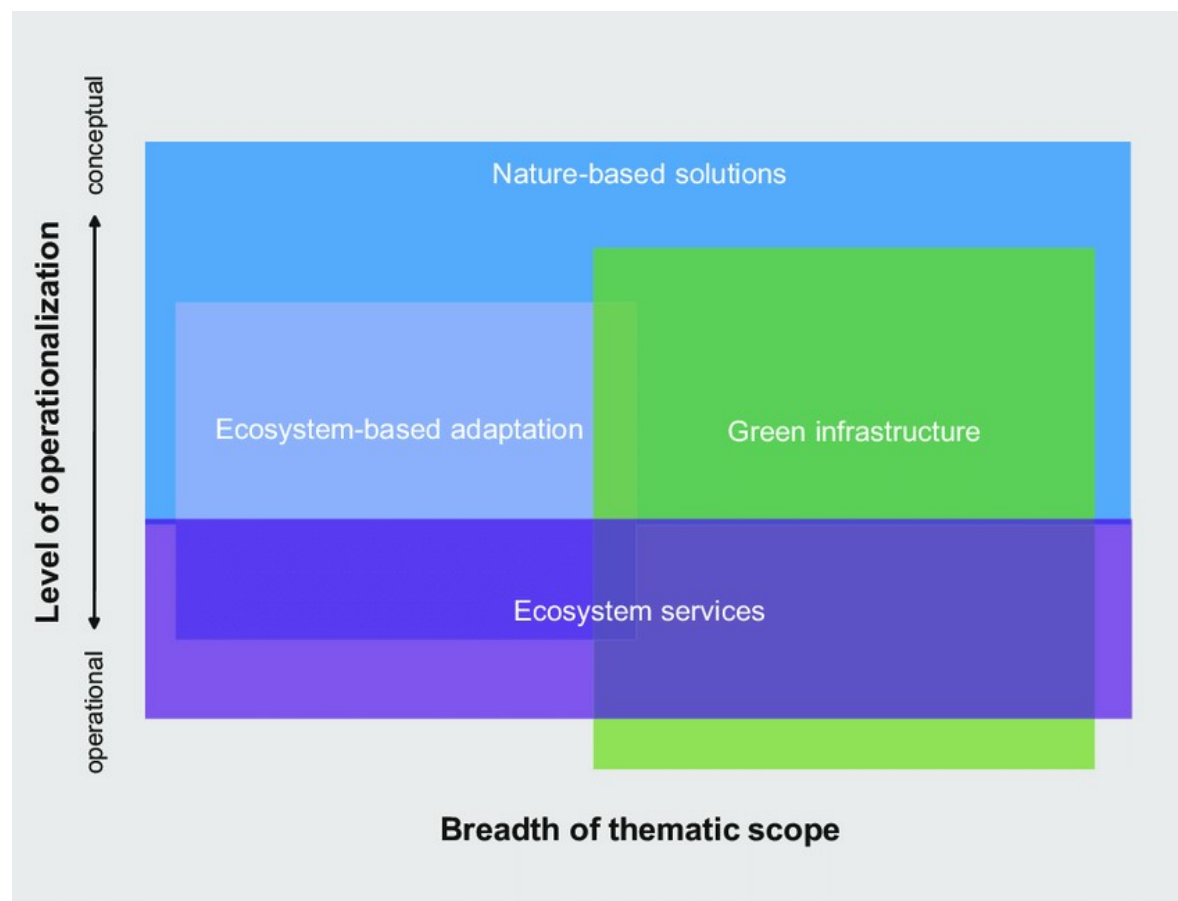 conceptual
Level of operationalization
operational
Nature-based solutions
Ecosystem-based adaptation
Green infrastructure
Ecosystem services
Breadth of thematic scope